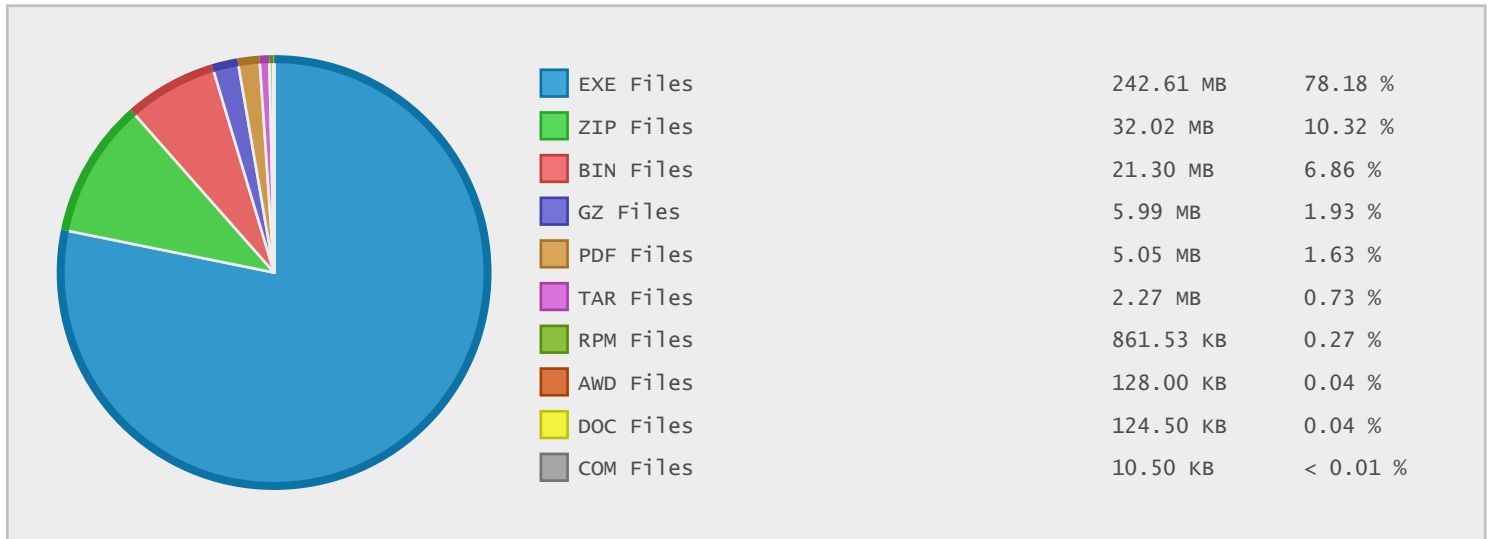 EXE Files 242.61 MB 78.18 %
ZIP Files 32.02 MB 10.32 %
BIN Files 21.30 MB 6.86 %
GZ Files 5.99 MB 1.93 %
PDF Files 5.05 MB 1.63 %
TAR Files 2.27 MB 0.73 %
RPM Files 861.53 KB 0.27 %
AWD Files 128.00 KB 0.04 %
DOC Files 124.50 KB 0.04 %
COM Files 10.50 KB < 0.01 %